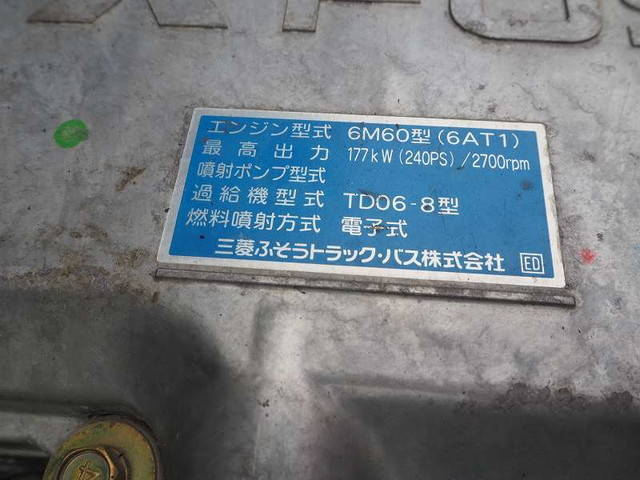 エンジン型式 6M60型(6AT1)
最高出力 177kW(240PS)/2700rpm
噴射ポンプ型式
過給機型式 TD06-8型
燃料噴射方式 電子式
三菱ふそうトラック・バス株式会社 ED
4